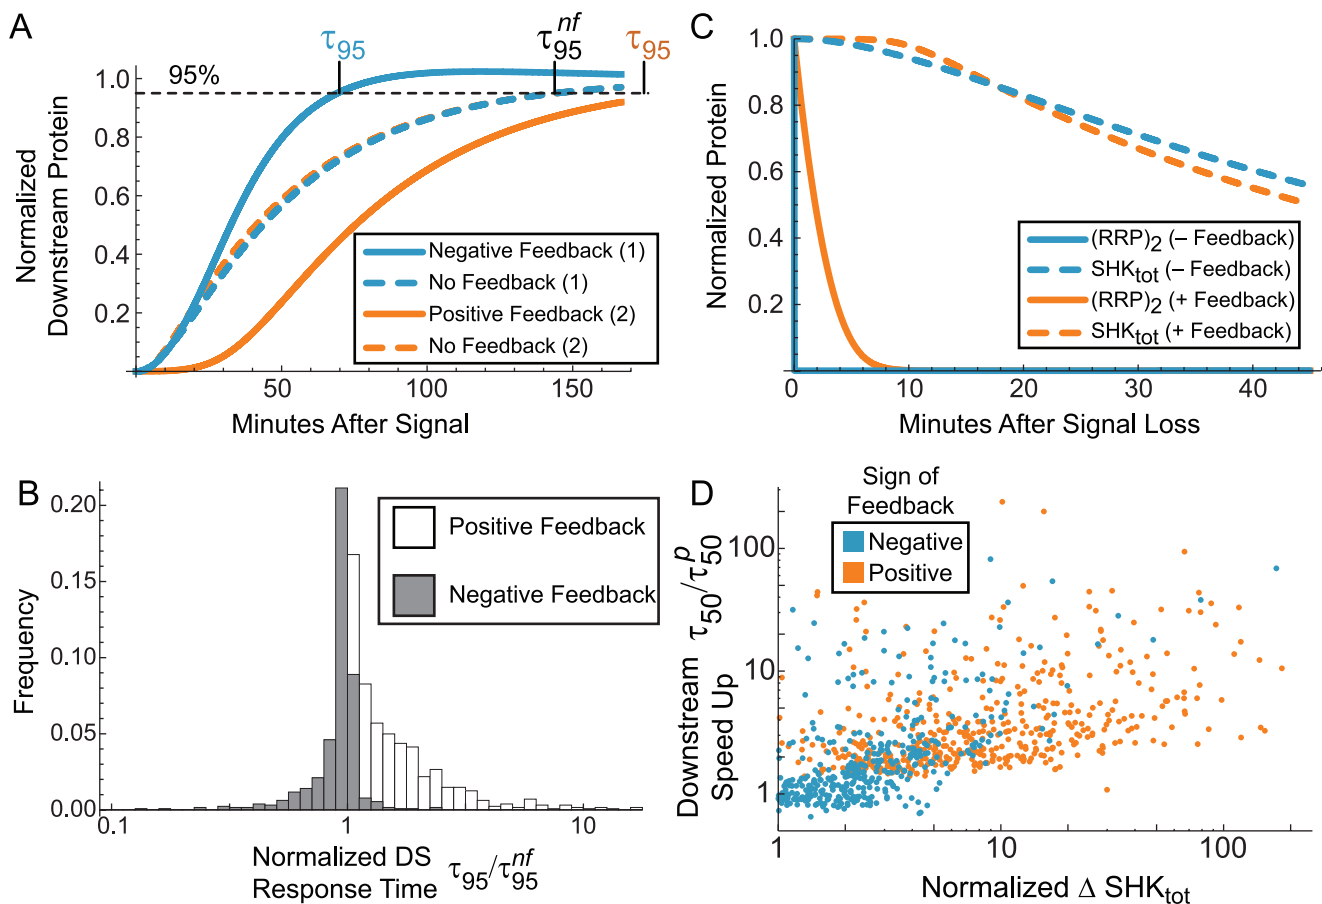 A
τ95
τ95^nf
τ95
95%
1.0
0.8
0.6
0.4
0.2
50
100
150
Normalized
Downstream Protein
Minutes After Signal
Negative Feedback (1)
No Feedback (1)
Positive Feedback (2)
No Feedback (2)
C
1.0
0.8
0.6
0.4
0.2
0
10
20
30
40
Normalized Protein
Minutes After Signal Loss
(RRP)2 (– Feedback)
SHKtot (– Feedback)
(RRP)2 (+ Feedback)
SHKtot (+ Feedback)
B
0.20
0.15
0.10
0.05
0.00
0.1
1
10
Frequency
Positive Feedback
Negative Feedback
Normalized DS
Response Time τ95/τ95^nf
D
Sign of
Feedback
Negative
Positive
100
10
1
1
10
100
Downstream
Speed Up τ50/τ50^p
Normalized Δ SHKtot